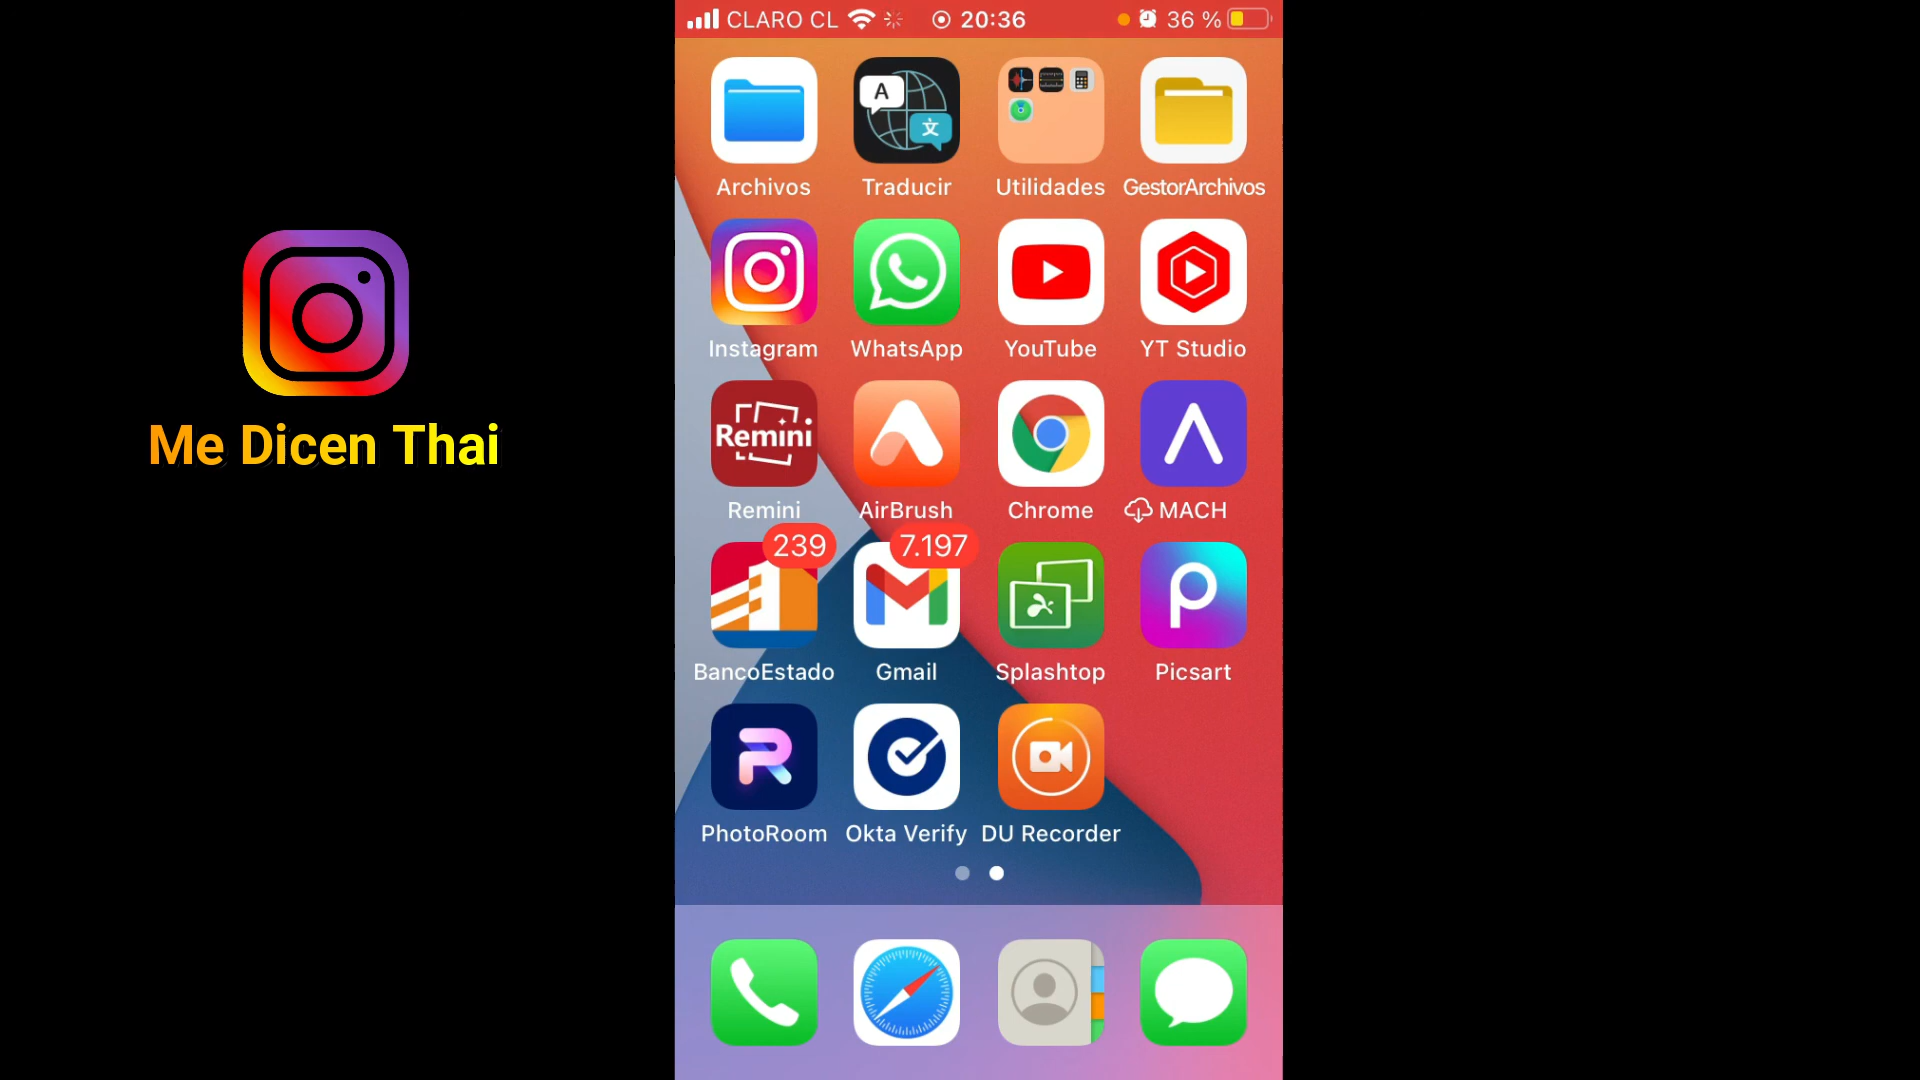 CLARO CL 20:36 36 %
A
文
Archivos Traducir Utilidades GestorArchivos
Instagram WhatsApp YouTube YT Studio
Me Dicen Thai
Remini
Remini AirBrush Chrome MACH
239 7.197
BancoEstado Gmail Splashtop Picsart
PhotoRoom Okta Verify DU Recorder